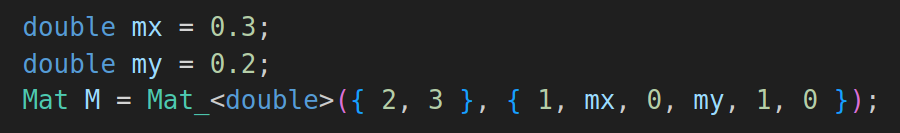 double mx = 0.3;
double my = 0.2;
Mat M = Mat_<double>({ 2, 3 }, { 1, mx, 0, my, 1, 0 });